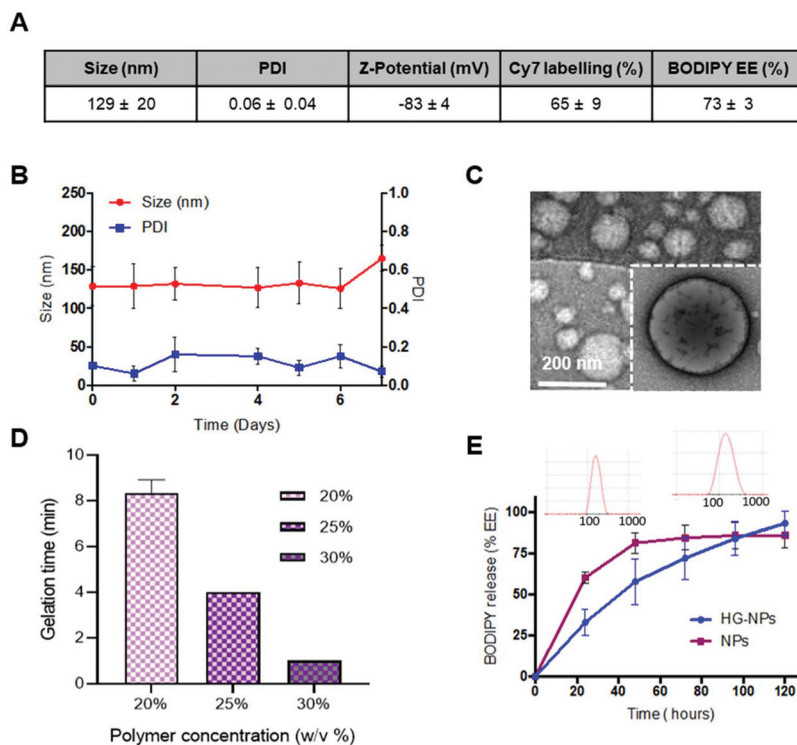 A
Size (nm) PDI Z-Potential (mV) Cy7 labelling (%) BODIPY EE (%)
129 ± 20 0.06 ± 0.04 -83 ± 4 65 ± 9 73 ± 3
B
250 1.0
200 0.8
150 0.6
100 0.4
50 0.2
0 0.0
Size (nm)
PDI
Size (nm)
PDI
0 2 4 6
Time (Days)
C
200 nm
D
10
8
6
4
2
0
Gelation time (min)
20%
25%
30%
20% 25% 30%
Polymer concentration (w/v %)
E
100 1000
100 1000
100
75
50
25
0
BODIPY release (% EE)
HG-NPs
NPs
0 20 40 60 80 100 120
Time ( hours)